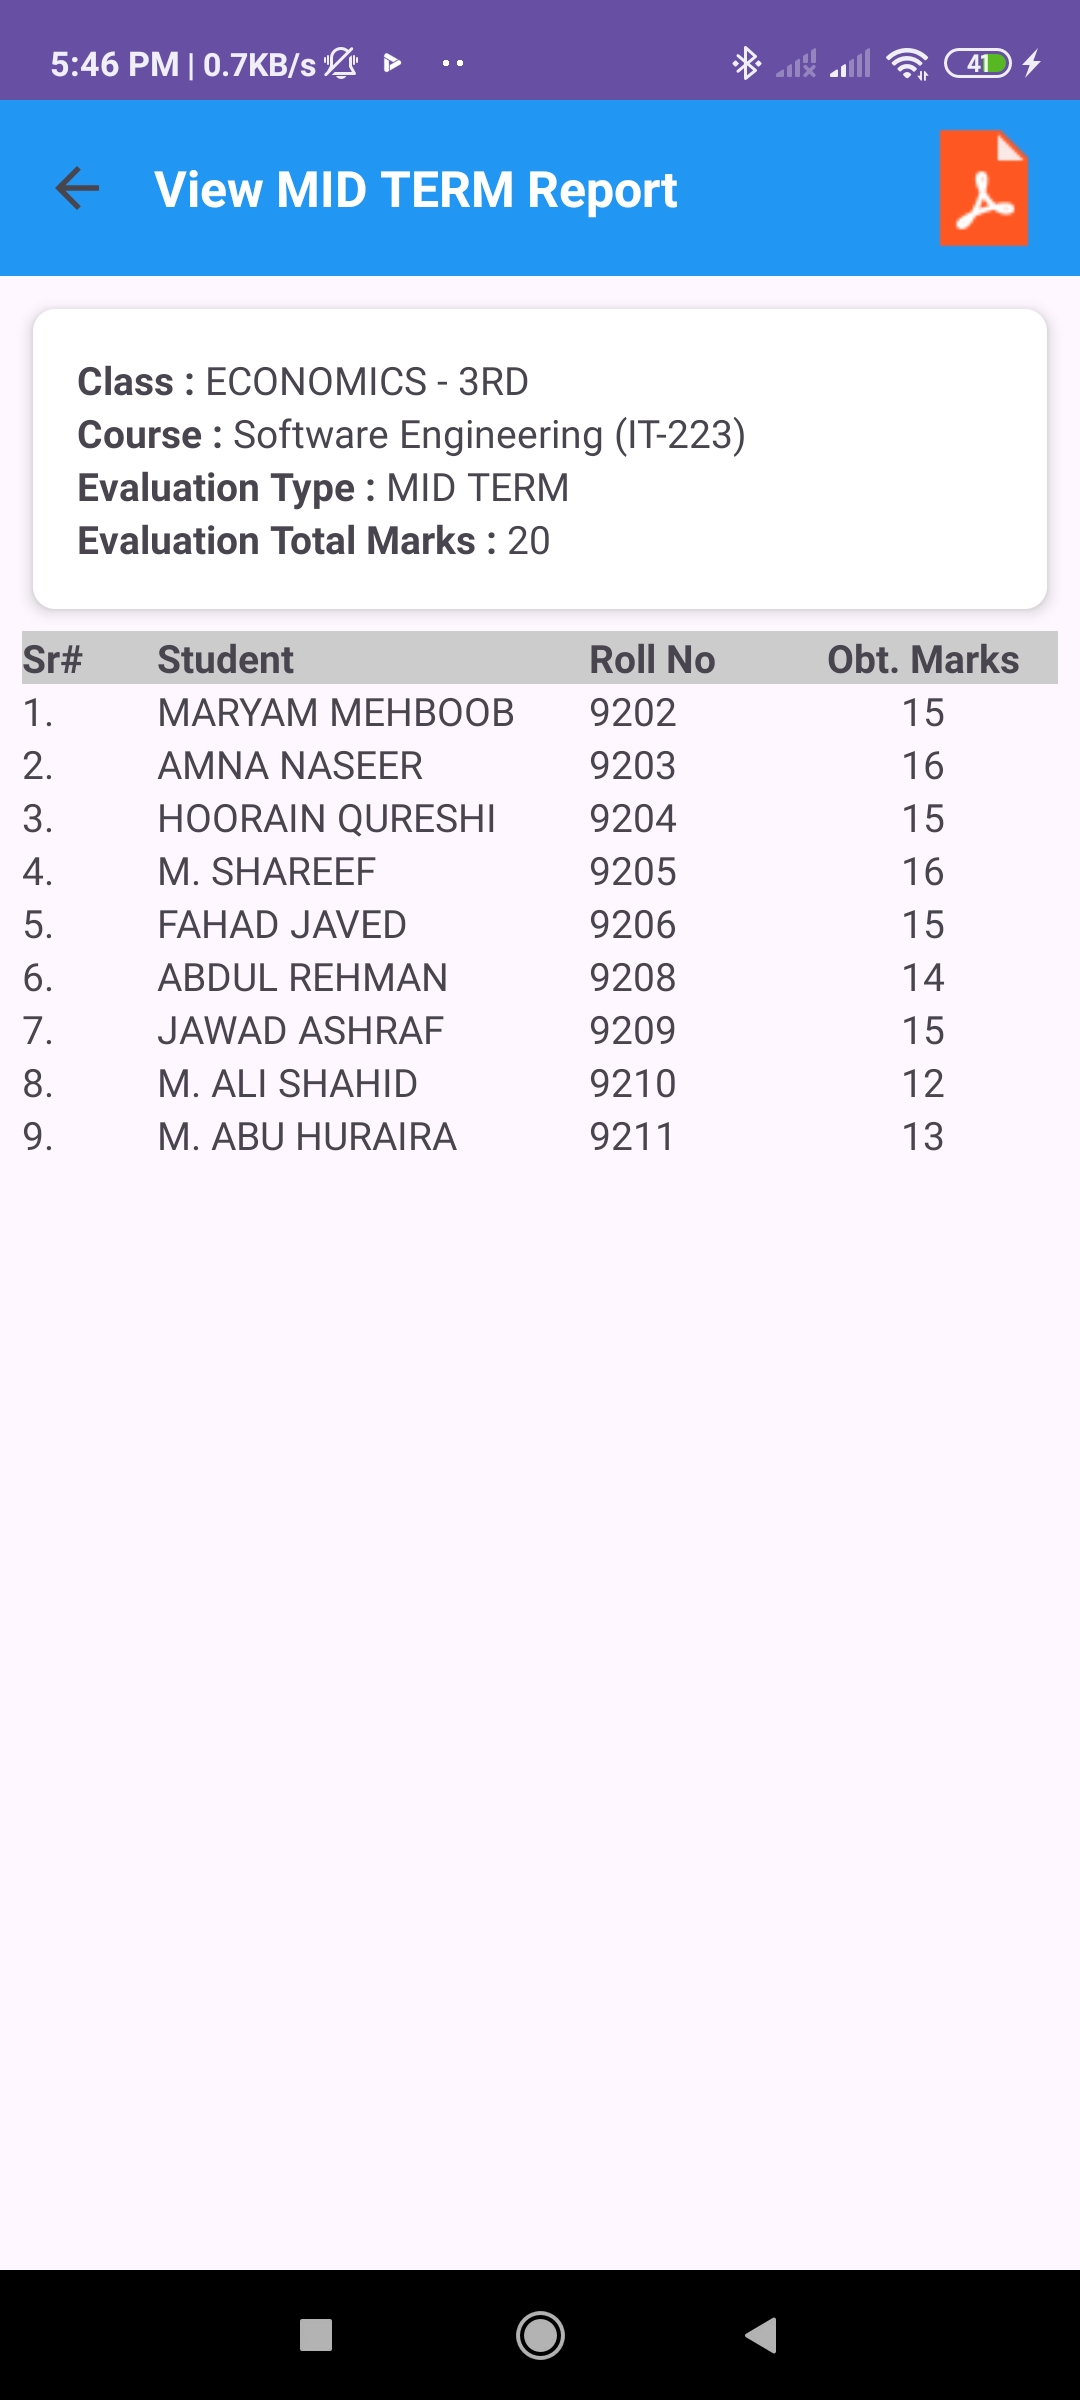 5:46 PM | 0.7KB/s
41
View MID TERM Report
Class : ECONOMICS - 3RD
Course : Software Engineering (IT-223)
Evaluation Type : MID TERM
Evaluation Total Marks : 20
Sr# Student Roll No Obt. Marks
1. MARYAM MEHBOOB 9202 15
2. AMNA NASEER 9203 16
3. HOORAIN QURESHI 9204 15
4. M. SHAREEF 9205 16
5. FAHAD JAVED 9206 15
6. ABDUL REHMAN 9208 14
7. JAWAD ASHRAF 9209 15
8. M. ALI SHAHID 9210 12
9. M. ABU HURAIRA 9211 13